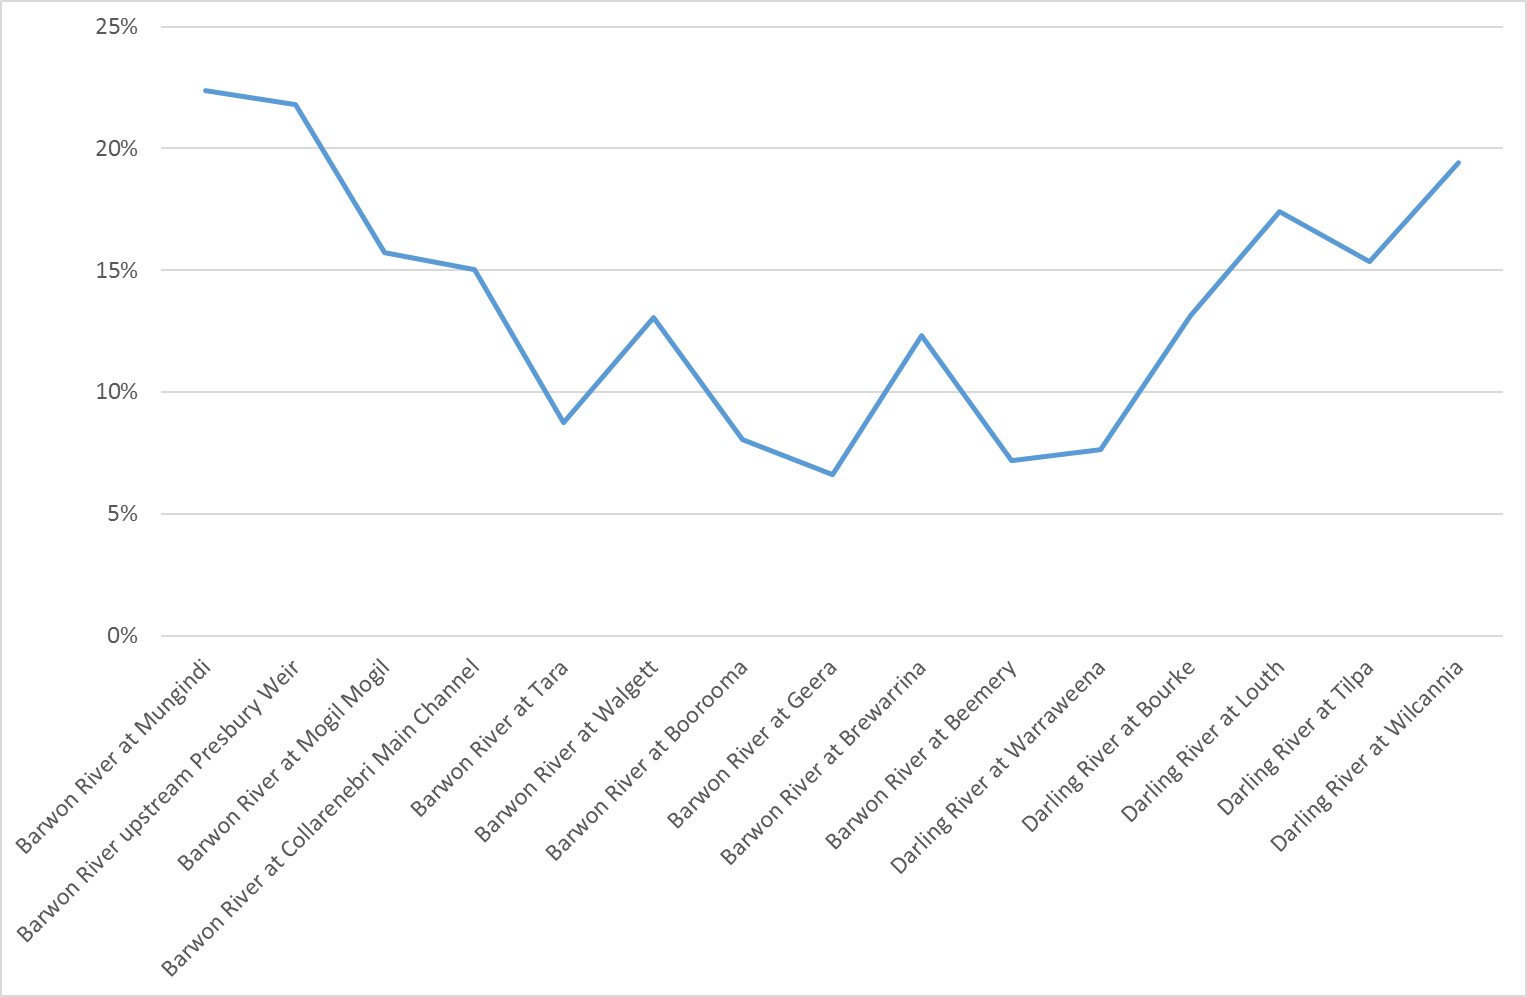 25%
20%
15%
10%
5%
0%
Barwon River at Mungindi
Barwon River upstream Presbury Weir
Barwon River at Mogil Mogil
Barwon River at Collarenebri Main Channel
Barwon River at Tara
Barwon River at Walgett
Barwon River at Boorooma
Barwon River at Geera
Barwon River at Brewarrina
Barwon River at Beemery
Darling River at Warraweena
Darling River at Bourke
Darling River at Louth
Darling River at Tilpa
Darling River at Wilcannia